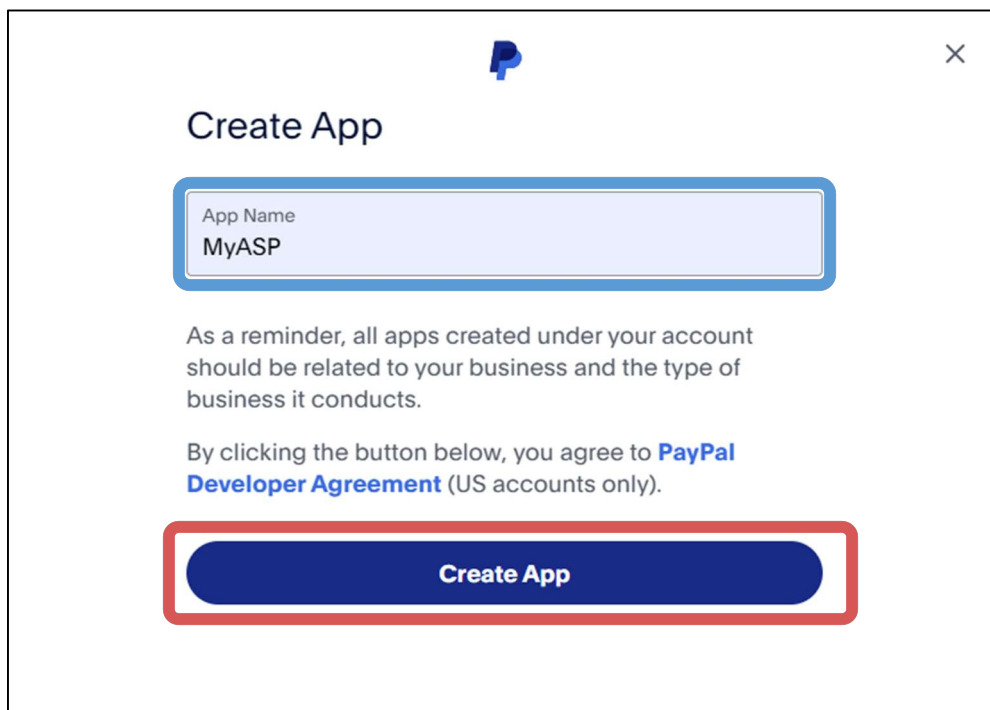 Create App
App Name
MyASP
As a reminder, all apps created under your account
should be related to your business and the type of
business it conducts.
By clicking the button below, you agree to PayPal
Developer Agreement (US accounts only).
Create App